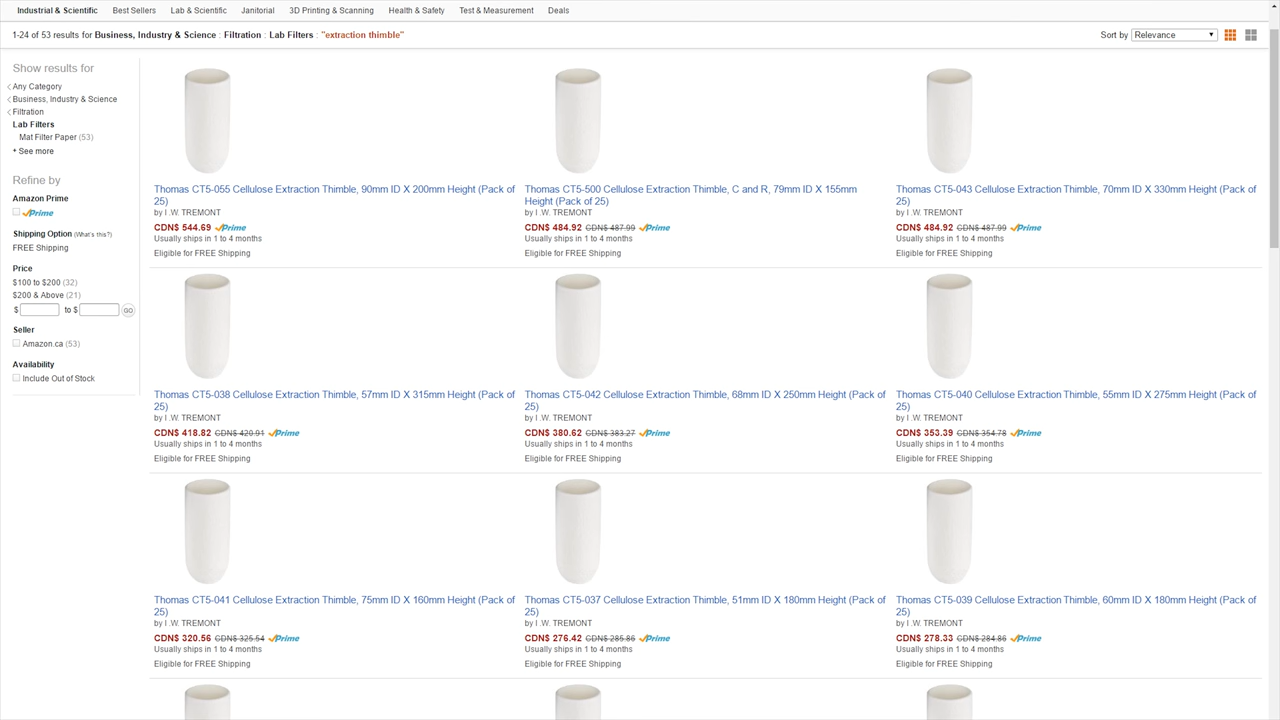 Industrial & Scientific Best Sellers Lab & Scientific Janitorial 3D Printing & Scanning Health & Safety Test & Measurement Deals
1-24 of 53 results for Business, Industry & Science : Filtration : Lab Filters : "extraction thimble"
Sort by Relevance
Show results for
Any Category
Business, Industry & Science
Filtration
Lab Filters
Mat Filter Paper (53)
+ See more
Refine by
Amazon Prime
Prime
Shipping Option (What's this?)
FREE Shipping
Price
$100 to $200 (32)
$200 & Above (21)
$ to $ GO
Seller
Amazon.ca (53)
Availability
Include Out of Stock
Thomas CT5-055 Cellulose Extraction Thimble, 90mm ID X 200mm Height (Pack of
25)
by I .W. TREMONT
CDN$ 544.69 Prime
Usually ships in 1 to 4 months
Eligible for FREE Shipping
Thomas CT5-500 Cellulose Extraction Thimble, C and R, 79mm ID X 155mm
Height (Pack of 25)
by I .W. TREMONT
CDN$ 484.92 CDN$ 487.99 Prime
Usually ships in 1 to 4 months
Eligible for FREE Shipping
Thomas CT5-043 Cellulose Extraction Thimble, 70mm ID X 330mm Height (Pack of
25)
by I .W. TREMONT
CDN$ 484.92 CDN$ 487.99 Prime
Usually ships in 1 to 4 months
Eligible for FREE Shipping
Thomas CT5-038 Cellulose Extraction Thimble, 57mm ID X 315mm Height (Pack of
25)
by I .W. TREMONT
CDN$ 418.82 CDN$ 420.91 Prime
Usually ships in 1 to 4 months
Eligible for FREE Shipping
Thomas CT5-042 Cellulose Extraction Thimble, 68mm ID X 250mm Height (Pack of
25)
by I .W. TREMONT
CDN$ 380.62 CDN$ 383.27 Prime
Usually ships in 1 to 4 months
Eligible for FREE Shipping
Thomas CT5-040 Cellulose Extraction Thimble, 55mm ID X 275mm Height (Pack of
25)
by I .W. TREMONT
CDN$ 353.39 CDN$ 354.78 Prime
Usually ships in 1 to 4 months
Eligible for FREE Shipping
Thomas CT5-041 Cellulose Extraction Thimble, 75mm ID X 160mm Height (Pack of
25)
by I .W. TREMONT
CDN$ 320.56 CDN$ 325.54 Prime
Usually ships in 1 to 4 months
Eligible for FREE Shipping
Thomas CT5-037 Cellulose Extraction Thimble, 51mm ID X 180mm Height (Pack of
25)
by I .W. TREMONT
CDN$ 276.42 CDN$ 285.86 Prime
Usually ships in 1 to 4 months
Eligible for FREE Shipping
Thomas CT5-039 Cellulose Extraction Thimble, 60mm ID X 180mm Height (Pack of
25)
by I .W. TREMONT
CDN$ 278.33 CDN$ 284.86 Prime
Usually ships in 1 to 4 months
Eligible for FREE Shipping